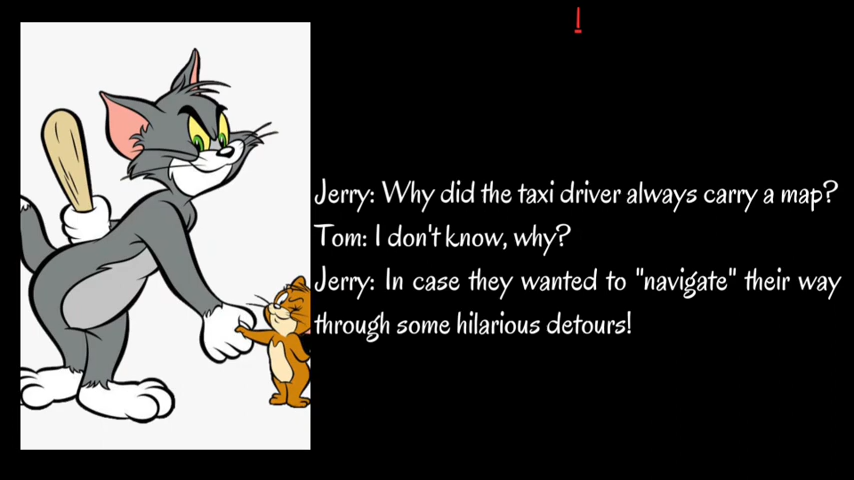 !
Jerry: Why did the taxi driver always carry a map?
Tom: I don't know, why?
Jerry: In case they wanted to "navigate" their way
through some hilarious detours!